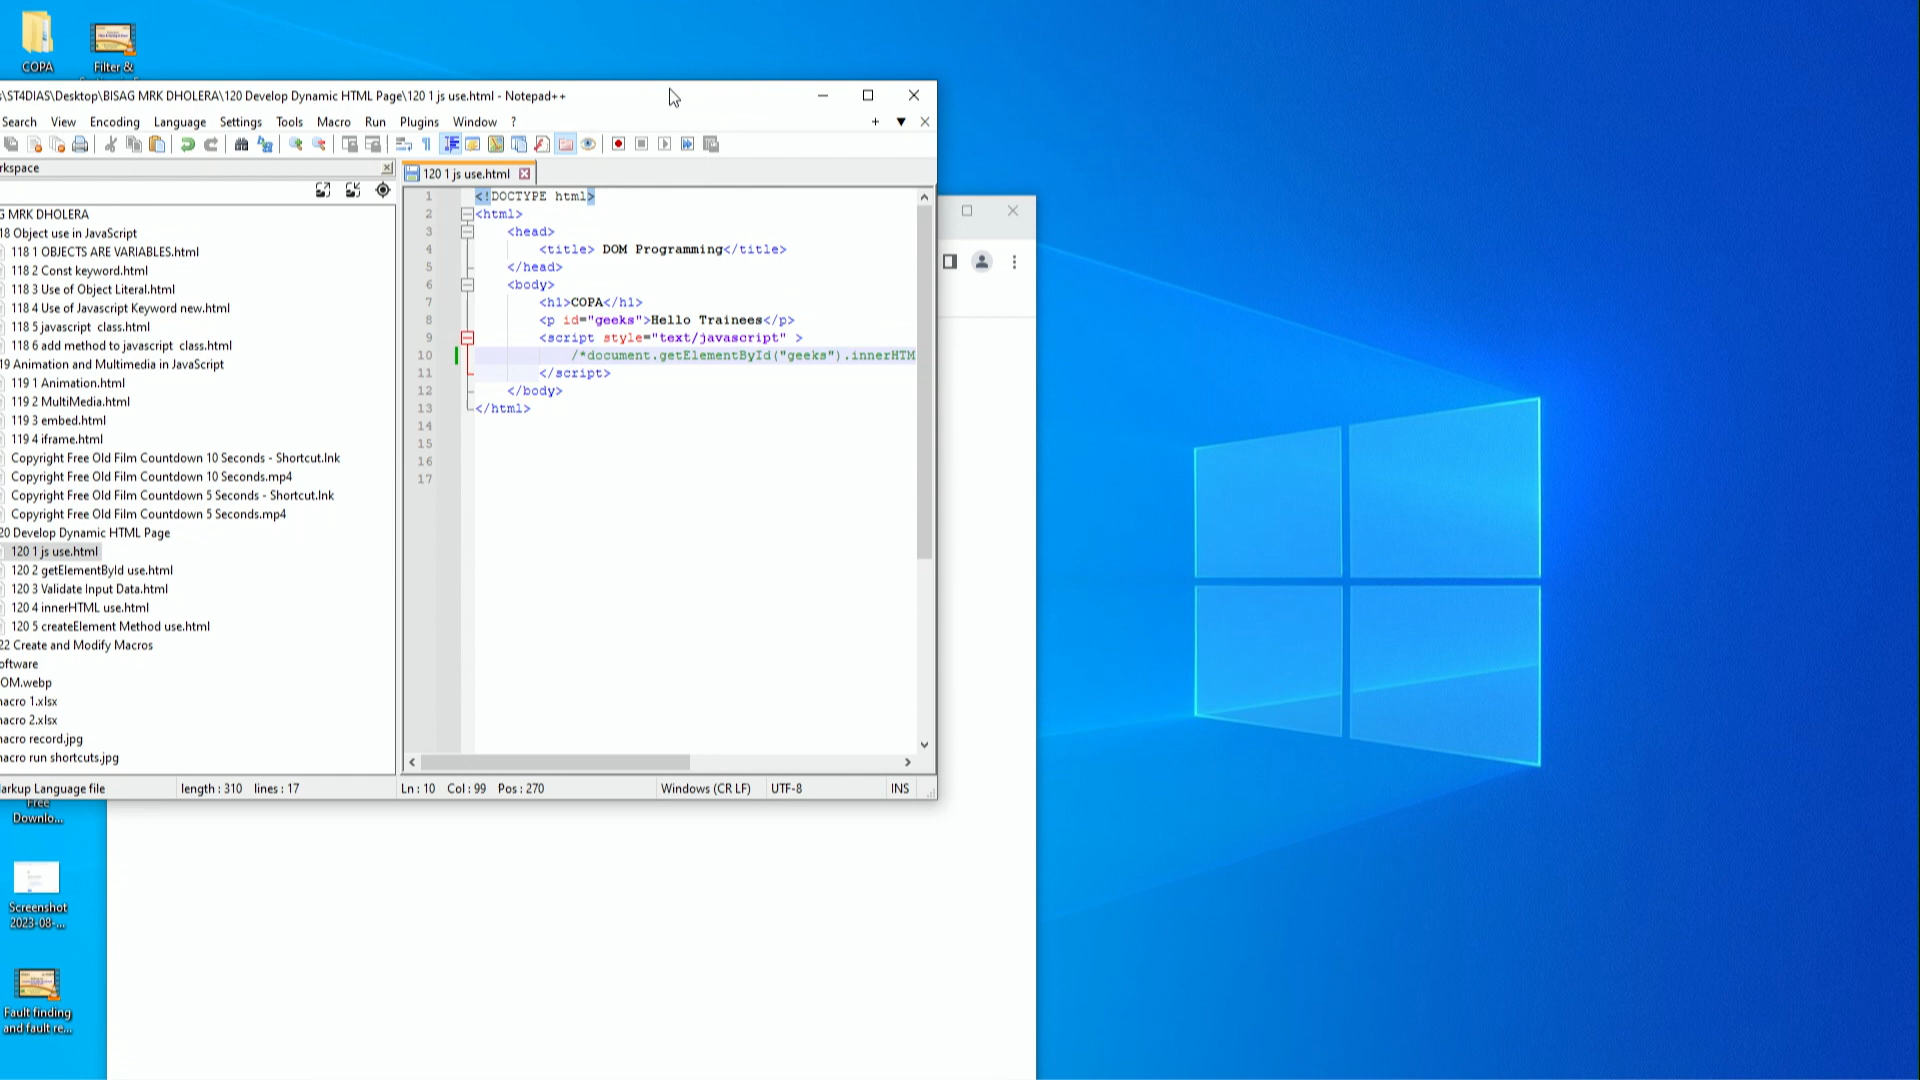 COPA
Filter &
\ST4DIAS\Desktop\BISAG MRK DHOLERA\120 Develop Dynamic HTML Page\120 1 js use.html - Notepad++
Search View Encoding Language Settings Tools Macro Run Plugins Window ?
rkspace
120 1 js use.html
G MRK DHOLERA
18 Object use in JavaScript
118 1 OBJECTS ARE VARIABLES.html
118 2 Const keyword.html
118 3 Use of Object Literal.html
118 4 Use of Javascript Keyword new.html
118 5 javascript  class.html
118 6 add method to javascript  class.html
19 Animation and Multimedia in JavaScript
119 1 Animation.html
119 2 MultiMedia.html
119 3 embed.html
119 4 iframe.html
Copyright Free Old Film Countdown 10 Seconds - Shortcut.lnk
Copyright Free Old Film Countdown 10 Seconds.mp4
Copyright Free Old Film Countdown 5 Seconds - Shortcut.lnk
Copyright Free Old Film Countdown 5 Seconds.mp4
20 Develop Dynamic HTML Page
120 1 js use.html
120 2 getElementById use.html
120 3 Validate Input Data.html
120 4 innerHTML use.html
120 5 createElement Method use.html
22 Create and Modify Macros
oftware
OM.webp
nacro 1.xlsx
nacro 2.xlsx
nacro record.jpg
nacro run shortcuts.jpg
1 <!DOCTYPE html>
2 <html>
3 <head>
4 <title> DOM Programming</title>
5 </head>
6 <body>
7 <h1>COPA</h1>
8 <p id="geeks">Hello Trainees</p>
9 <script style="text/javascript" >
10 /*document.getElementById("geeks").innerHTM
11 </script>
12 </body>
13 </html>
14
15
16
17
arkup Language file length : 310 lines : 17 Ln : 10 Col : 99 Pos : 270 Windows (CR LF) UTF-8 INS
Free
Downlo...
Screenshot
2023-08-...
Fault finding
and fault re...